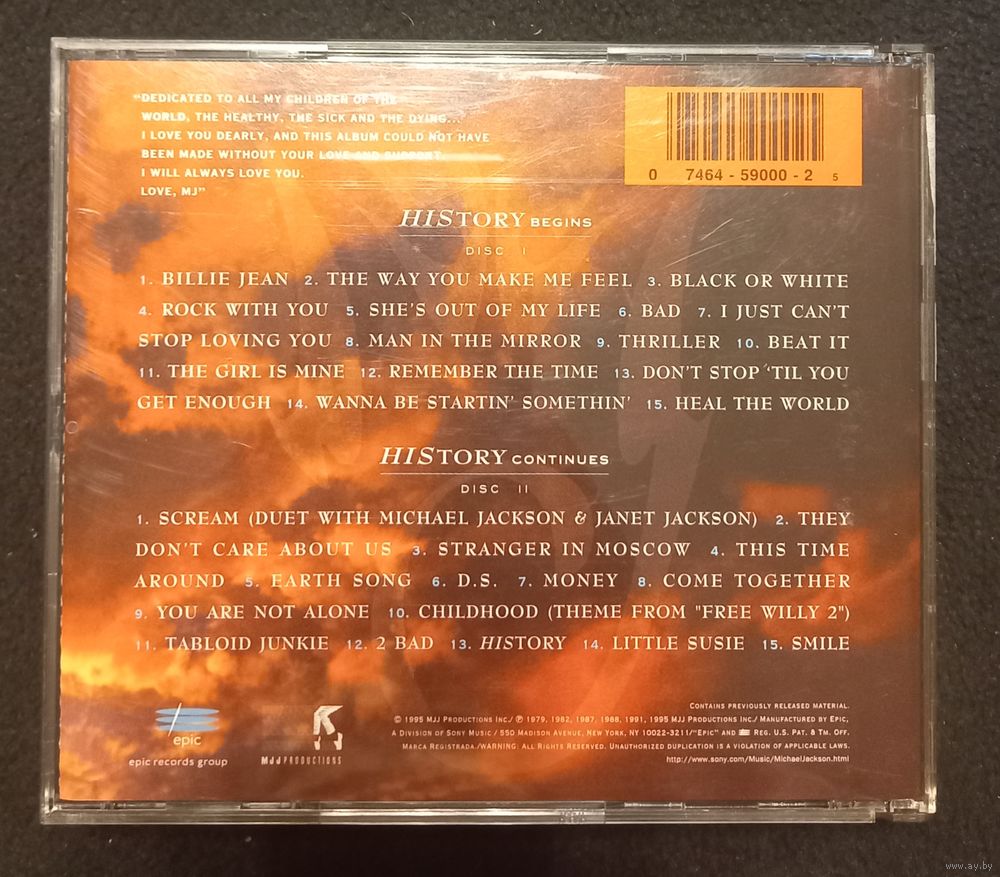 "DEDICATED TO ALL MY CHILDREN OF THE
WORLD, THE HEALTHY, THE SICK AND THE DYING...
I LOVE YOU DEARLY, AND THIS ALBUM COULD NOT HAVE
BEEN MADE WITHOUT YOUR LOVE AND SUPPORT.
I WILL ALWAYS LOVE YOU.
LOVE, MJ"
0 7464 - 59000 - 2 5
HISTORY BEGINS
DISC I
1. BILLIE JEAN 2. THE WAY YOU MAKE ME FEEL 3. BLACK OR WHITE
4. ROCK WITH YOU 5. SHE'S OUT OF MY LIFE 6. BAD 7. I JUST CAN'T
STOP LOVING YOU 8. MAN IN THE MIRROR 9. THRILLER 10. BEAT IT
11. THE GIRL IS MINE 12. REMEMBER THE TIME 13. DON'T STOP 'TIL YOU
GET ENOUGH 14. WANNA BE STARTIN' SOMETHIN' 15. HEAL THE WORLD
HISTORY CONTINUES
DISC II
1. SCREAM (DUET WITH MICHAEL JACKSON & JANET JACKSON) 2. THEY
DON'T CARE ABOUT US 3. STRANGER IN MOSCOW 4. THIS TIME
AROUND 5. EARTH SONG 6. D.S. 7. MONEY 8. COME TOGETHER
9. YOU ARE NOT ALONE 10. CHILDHOOD (THEME FROM "FREE WILLY 2")
11. TABLOID JUNKIE 12. 2 BAD 13. HISTORY 14. LITTLE SUSIE 15. SMILE
epic
epic records group
MJJ PRODUCTIONS
CONTAINS PREVIOUSLY RELEASED MATERIAL.
© 1995 MJJ PRODUCTIONS INC./ ℗ 1979, 1982, 1987, 1988, 1991, 1995 MJJ PRODUCTIONS INC./ MANUFACTURED BY EPIC,
A DIVISION OF SONY MUSIC / 550 MADISON AVENUE, NEW YORK, NY 10022-3211/"EPIC" AND REG. U.S. PAT. & TM. OFF.
MARCA REGISTRADA./WARNING: ALL RIGHTS RESERVED. UNAUTHORIZED DUPLICATION IS A VIOLATION OF APPLICABLE LAWS.
http://www.sony.com/Music/MichaelJackson.html
www.ay.by